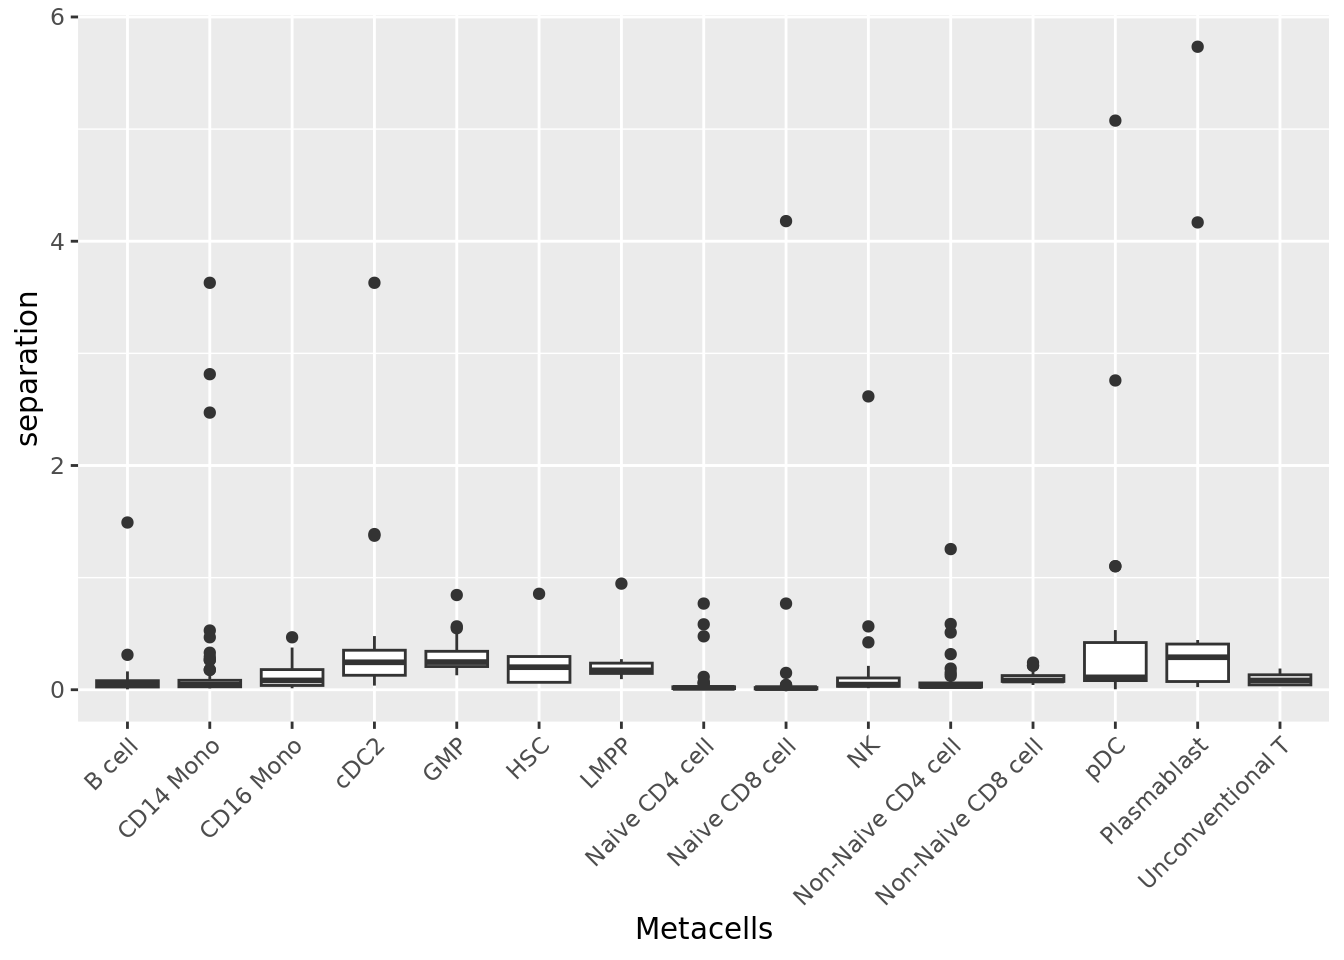 6
4
2
0
separation
B cell
CD14 Mono
CD16 Mono
cDC2
GMP
HSC
LMPP
Naive CD4 cell
Naive CD8 cell
NK
Non-Naive CD4 cell
Non-Naive CD8 cell
pDC
Plasmablast
Unconventional T
Metacells